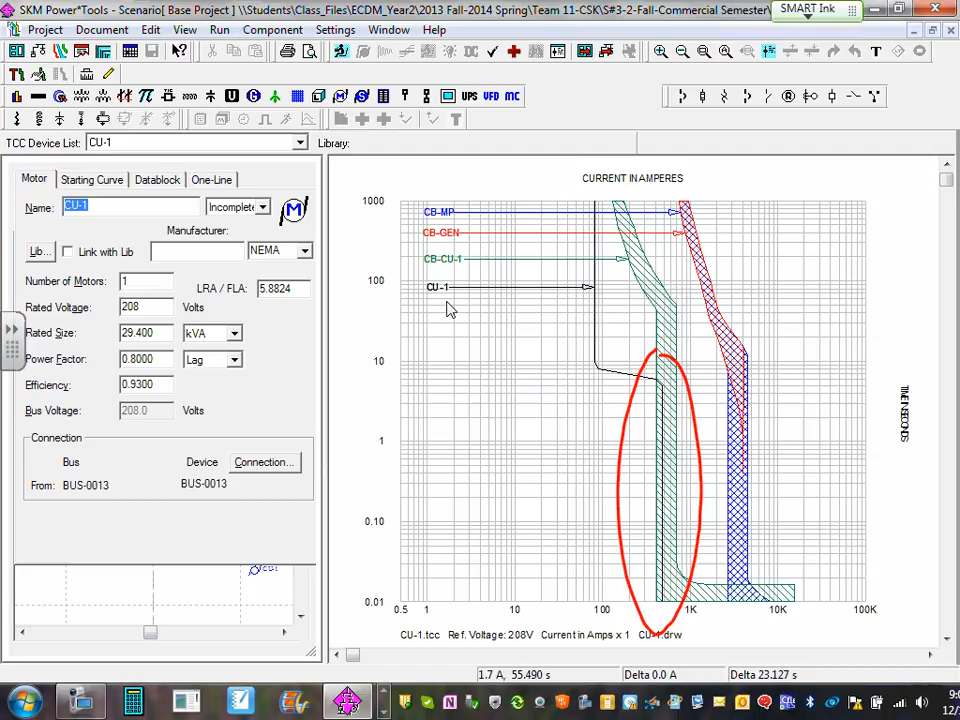 SKM Power*Tools - Scenario[ Base Project ] \\Students\Class_Files\ECDM_Year2\2013 Fall-2014 Spring\Team 11-CSK\S#3-2-Fall-Commercial Semester\
SMART Ink
Project Document Edit View Run Component Settings Window Help
UPS VFD MC
TCC Device List: CU-1 Library:
Motor Starting Curve Datablock One-Line
Name: CU-1 Incomplete
Manufacturer:
Lib... Link with Lib NEMA
Number of Motors: 1 LRA / FLA: 5.8824
Rated Voltage: 208 Volts
Rated Size: 29.400 kVA
Power Factor: 0.8000 Lag
Efficiency: 0.9300
Bus Voltage: 208.0 Volts
Connection
Bus Device Connection...
From: BUS-0013 BUS-0013
CURRENT IN AMPERES
1000
CB-MP
CB-GEN
CB-CU-1
100
CU-1
10
1
0.10
0.01
TIME IN SECONDS
0.5 1 10 100 1K 10K 100K
CU-1.tcc Ref. Voltage: 208V Current in Amps x 1 CU-1.drw
1.7 A, 55.490 s Delta 0.0 A Delta 23.127 s
9:0
12/